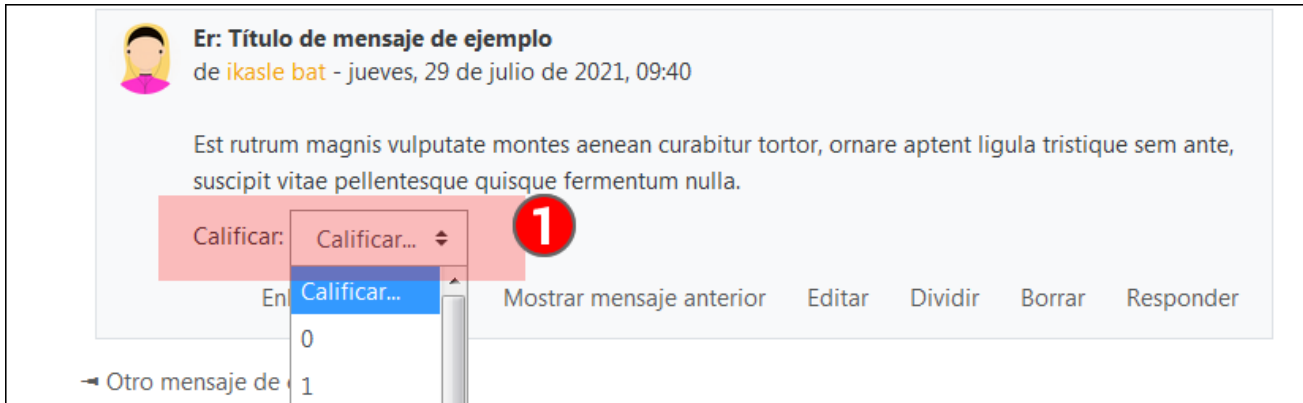 Er: Título de mensaje de ejemplo
de ikasle bat - jueves, 29 de julio de 2021, 09:40
Est rutrum magnis vulputate montes aenean curabitur tortor, ornare aptent ligula tristique sem ante,
suscipit vitae pellentesque quisque fermentum nulla.
Calificar: Calificar... 1
Calificar...
Mostrar mensaje anterior Editar Dividir Borrar Responder
0
Otro mensaje de
1